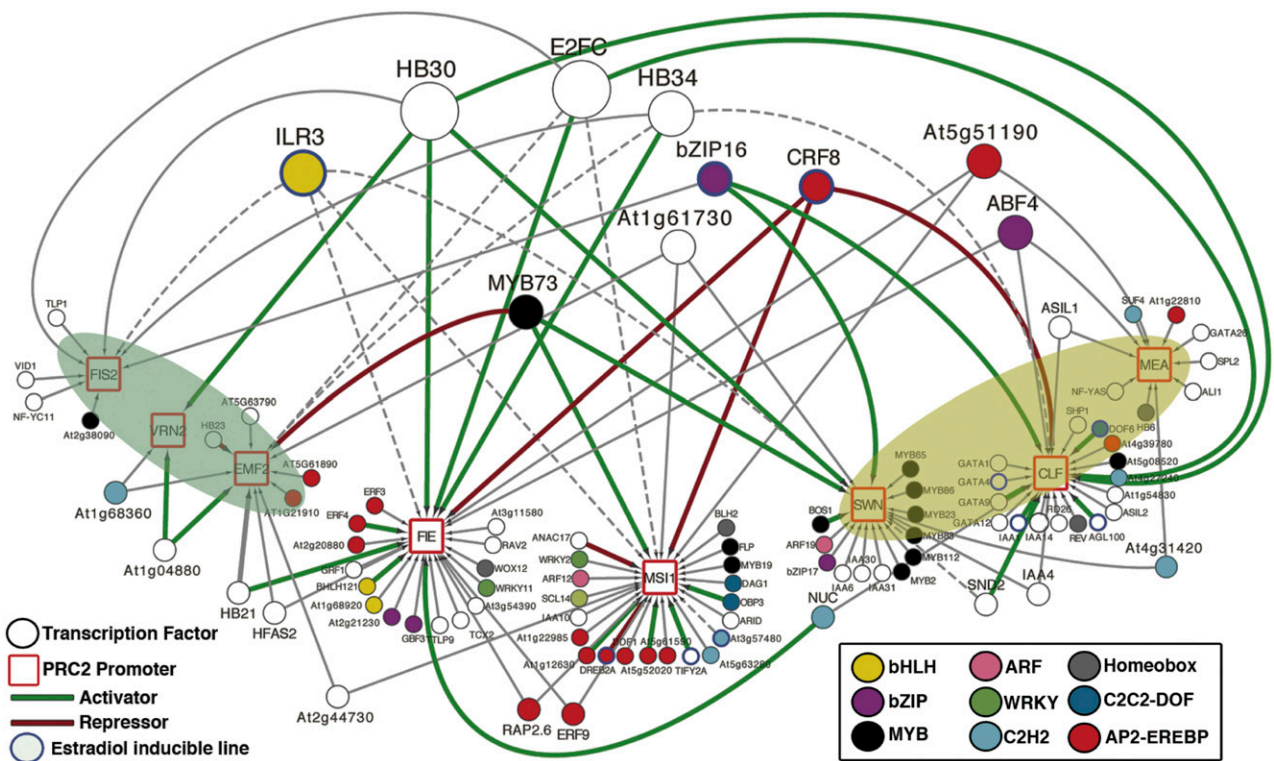 E2FC
HB30
HB34
ILR3
bZIP16
CRF8
At5g51190
ABF4
At1g61730
MYB73
TLP1
ASIL1
SUF4
At1g22810
GATA26
FIS2
MEA
SPL2
VID1
NF-YAS
ALI1
NF-YC11
AT5G63790
SHP1
At2g38090
VRN2
HB23
DOF6
HB6
At4g39780
MYB65
EMF2
AT5G61890
GATA1
CLF
At5g08520
GATA4
At1g68360
AT1G21910
ERF3
MYB86
At1g54830
SWN
GATA9
BOS1
MYB23
RD26
ASIL2
ERF4
At3g11580
BLH2
GATA12
IAA1
IAA14
REV
AGL100
At2g20880
FIE
RAV2
ANAC17
FLP
ARF19
IAA30
MYB83
At4g31420
At1g04880
GRF1
WOX12
WRKY2
MYB19
bZIP17
MYB112
BHLH121
WRKY11
ARF12
MSI1
DAG1
IAA6
IAA31
MYB2
SND2
IAA4
HB21
At1g68920
At3g54390
SCL14
OBP3
NUC
HFAS2
At2g21230
GBF3
TLP9
TCX2
IAA10
ARID
At1g22985
DOF1
At5g61590
At3g57480
At1g12630
DREB2A
At5g52020
TIFY2A
At5g63280
At2g44730
RAP2.6
ERF9
Transcription Factor
PRC2 Promoter
Activator
Repressor
Estradiol inducible line
bHLH
ARF
Homeobox
bZIP
WRKY
C2C2-DOF
MYB
C2H2
AP2-EREBP